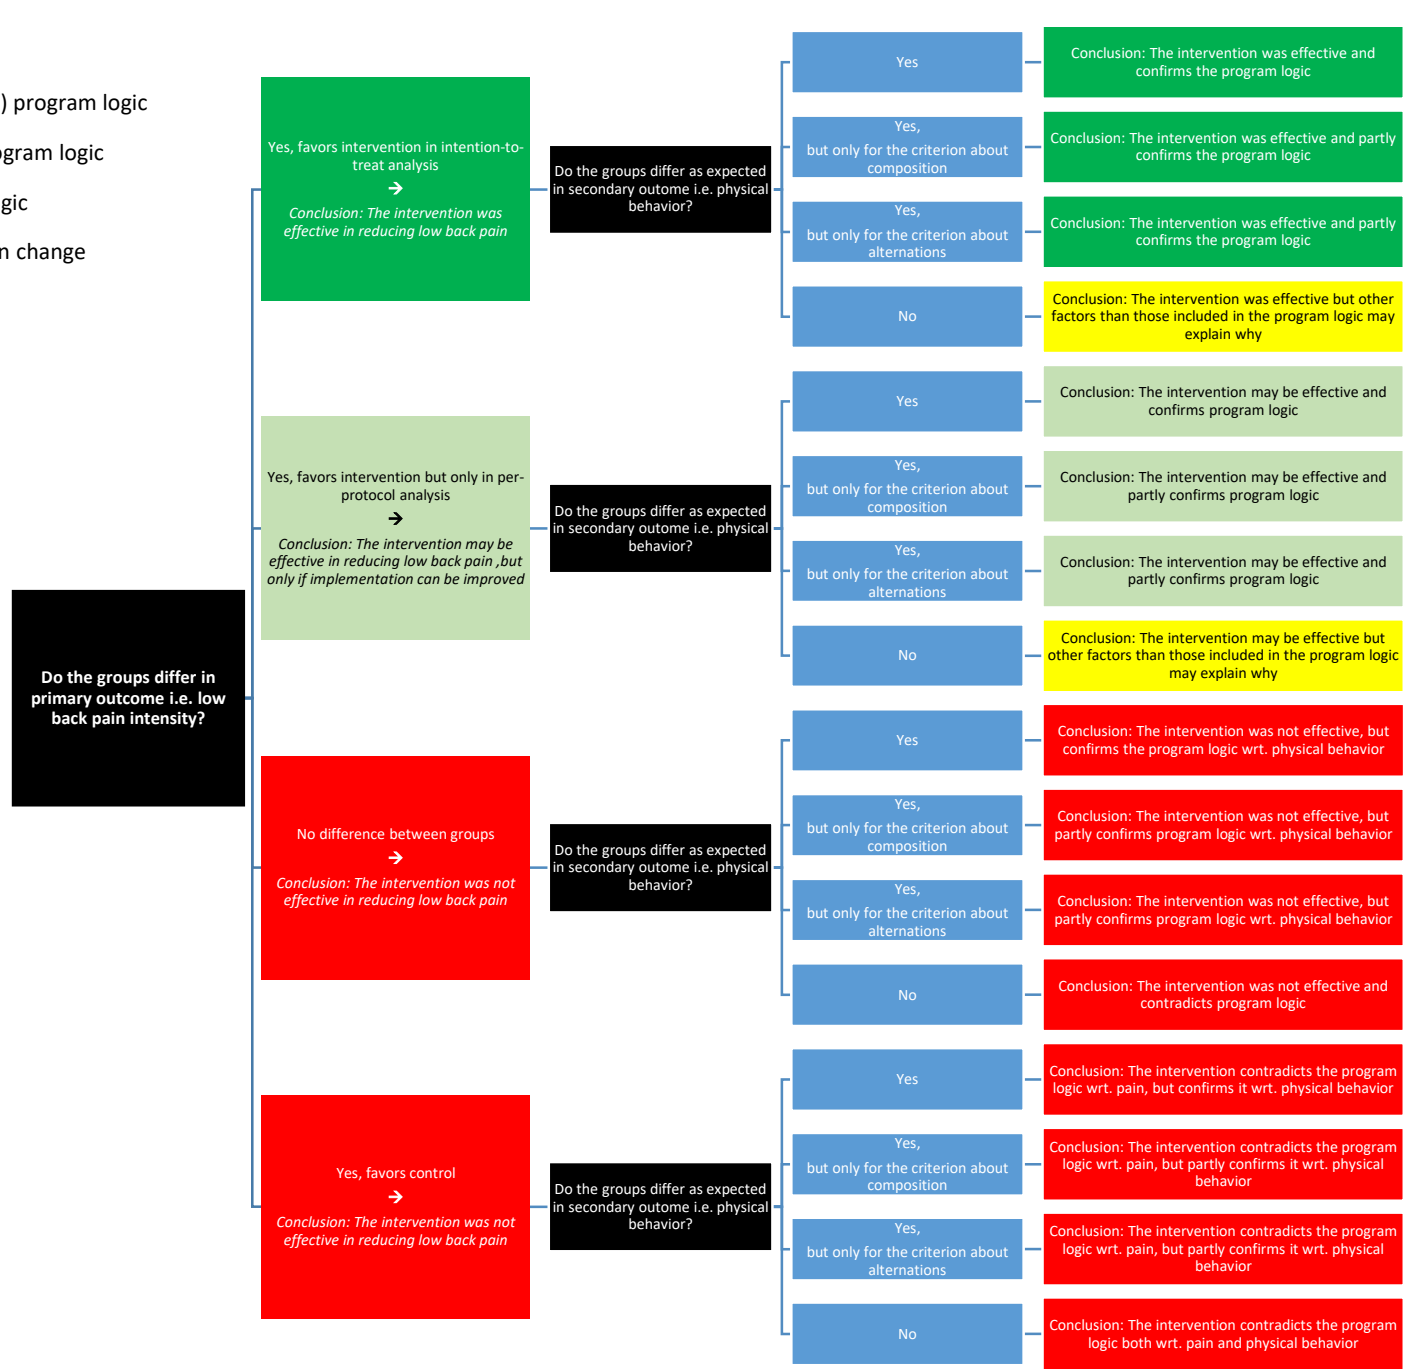 ) program logic
ogram logic
gic
n change
Do the groups differ in
primary outcome i.e. low
back pain intensity?
Yes, favors intervention in intention-to-
treat analysis
→
Conclusion: The intervention was
effective in reducing low back pain
Do the groups differ as expected
in secondary outome i.e. physical
behavior?
Yes
Conclusion: The intervention was effective and
confirms the program logic
Yes,
but only for the criterion about
composition
Conclusion: The intervention was effective and partly
confirms the program logic
Yes,
but only for the criterion about
alternations
Conclusion: The intervention was effective and partly
confirms the program logic
No
Conclusion: The intervention was effective but other
factors than those included in the program logic may
explain why
Yes, favors intervention but only in per-
protocol analysis
→
Conclusion: The intervention may be
effective in reducing low back pain ,but
only if implementation can be improved
Do the groups differ as expected
in secondary outome i.e. physical
behavior?
Yes
Conclusion: The intervention may be effective and
confirms program logic
Yes,
but only for the criterion about
composition
Conclusion: The intervention may be effective and
partly confirms program logic
Yes,
but only for the criterion about
alternations
Conclusion: The intervention may be effective and
partly confirms program logic
No
Conclusion: The intervention may be effective but
other factors than those included in the program logic
may explain why
No difference between groups
→
Conclusion: The intervention was not
effective in reducing low back pain
Do the groups differ as expected
in secondary outome i.e. physical
behavior?
Yes
Conclusion: The intervention was not effective, but
confirms the program logic wrt. physical behavior
Yes,
but only for the criterion about
composition
Conclusion: The intervention was not effective, but
partly confirms program logic wrt. physical behavior
Yes,
but only for the criterion about
alternations
Conclusion: The intervention was not effective, but
partly confirms program logic wrt. physical behavior
No
Conclusion: The intervention was not effective and
contradicts program logic
Yes, favors control
→
Conclusion: The intervention was not
effective in reducing low back pain
Do the groups differ as expected
in secondary outome i.e. physical
behavior?
Yes
Conclusion: The intervention contradicts the program
logic wrt. pain, but confirms it wrt. physical behavior
Yes,
but only for the criterion about
composition
Conclusion: The intervention contradicts the program
logic wrt. pain, but partly confirms it wrt. physical
behavior
Yes,
but only for the criterion about
alternations
Conclusion: The intervention contradicts the program
logic wrt. pain, but partly confirms it wrt. physical
behavior
No
Conclusion: The intervention contradicts the program
logic both wrt. pain and physical behavior